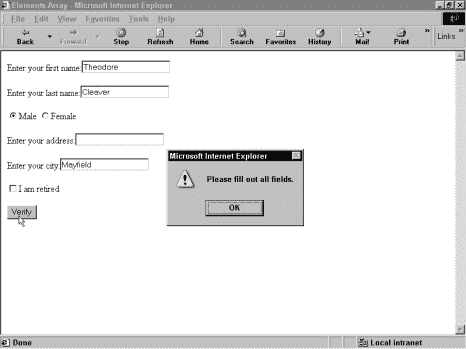 Elements Array - Microsoft Internet Explorer
File Edit View Favorites Tools Help
Back Forward Stop Refresh Home Search Favorites History Mail Print Links
Enter your first name: Theodore
Enter your last name: Cleaver
Male Female
Enter your address:
Enter your city: Mayfield
I am retired
Verify
Microsoft Internet Explorer
Please fill out all fields.
OK
Done Local intranet